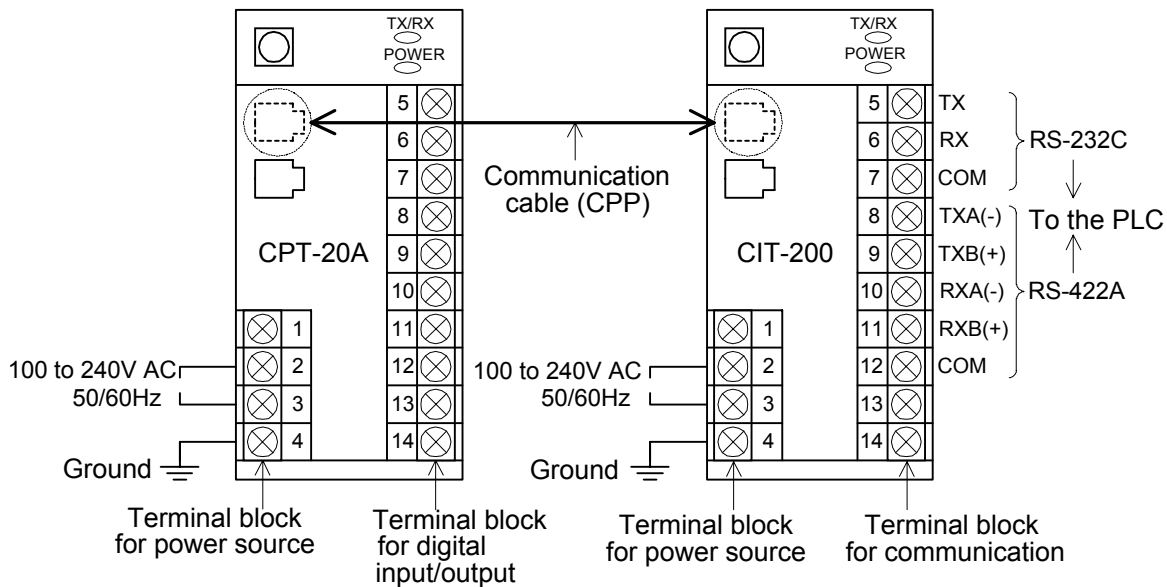 TX/RX
POWER
5
6
7
8
9
10
11
12
13
14
CPT-20A
1
2
3
4
100 to 240V AC
50/60Hz
Ground
Terminal block
for power source
Terminal block
for digital
input/output
Communication
cable (CPP)
TX/RX
POWER
5 TX
6 RX
7 COM
8 TXA(-)
9 TXB(+)
10 RXA(-)
11 RXB(+)
12 COM
13
14
RS-232C
To the PLC
RS-422A
CIT-200
1
2
3
4
100 to 240V AC
50/60Hz
Ground
Terminal block
for power source
Terminal block
for communication